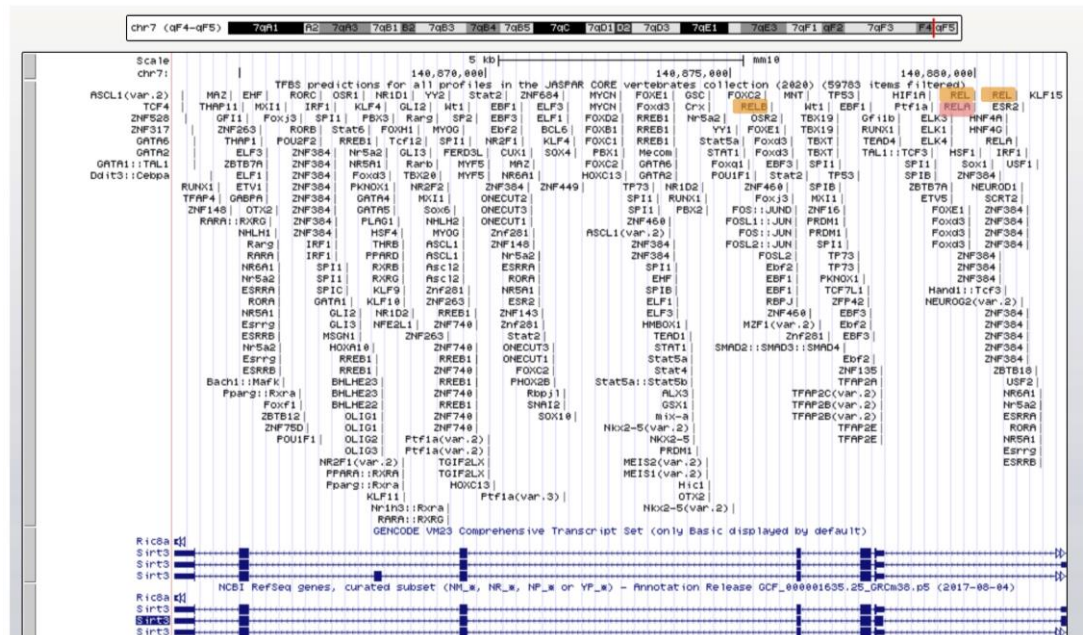 chr7 (qF4-qF5) 7qA1 A2 7qA3 7qB1 B2 7qB3 7qB4 7qB5 7qC 7qD1 D2 7qD3 7qE1 7qE3 7qF1 qF2 7qF3 F4 qF5
Scale 5 kb
chr7: 140,870,000| 140,875,000| 140,880,000|
TFBS predictions for all profiles in the JASPAR CORE vertebrates collection (2020) (59783 items filtered)
ASCL1(var.2) MAZ EHF RORC OSR1 NR1D1 YY2 Stat2 ZNF684 MYCN FOXE1 GSC FOXC2 MNT TP53 HIF1A REL REL KLF15
TCF4 THAP11 MXI1 IRF1 KLF4 GLI2 Wt1 EBF1 ELF3 MYCN Foxd3 Crx RELB Wt1 EBF1 Ptf1a RELA ESR2
ZNF528 GFI1 Foxj3 SPI1 PBX3 Rarg SP2 EBF3 ELF1 FOXD2 RREB1 Nr5a2 OSR2 TBX19 Gfi1b ELK3 HNF4A
ZNF317 ZNF263 RORB Stat6 FOXH1 MYOG Ebf2 BCL6 FOXB1 RREB1 YY1 FOXE1 TBX19 RUNX1 ELK1 HNF4G
GATA6 THAP1 POU2F2 RREB1 Tcf12 SPI1 NR2F1 KLF4 FOXC1 RREB1 Stat5a Foxd3 TBXT TEAD4 ELK1 RELA
GATA2 ELF3 ZNF384 Nr5a2 GLI3 FERD3L CUX1 SOX4 PBX1 Mecom STAT1 Foxd3 TBXT TAL1::TCF3 HSF1 IRF1
GATA1::TAL1 ZBTB7A ZNF384 NR5A1 Rarb MYF5 MAZ FOXC2 GATA6 Foxq1 EBF3 SPI1 SPI1 Sox1 USF1
Ddit3::Cebpa ELF1 ZNF384 Foxd3 TBX20 MYF5 NR6A1 HOXC13 GATA2 POU1F1 Stat2 TP53 SPIB ZNF384
RUNX1 ETV1 ZNF384 PKNOX1 NR2F2 ZNF384 ZNF449 TP73 NR1D2 ZNF460 SPIB ZBTB7A NEUROD1
TFAP4 GABPA ZNF384 GATA4 MXI1 ONECUT2 SPI1 RUNX1 Foxj3 MXI1 ETV5 SCRT2
ZNF148 OTX2 ZNF384 GATA5 Sox6 ONECUT3 SPI1 PBX2 FOS::JUND ZNF16 FOXE1 ZNF384
RARA::RXRG ZNF384 PLAG1 NHLH2 ONECUT1 ZNF460 FOSL1::JUN PRDM1 Foxd3 ZNF384
NHLH1 ZNF384 HSF4 MYOG Znf281 ASCL1(var.2) FOS::JUN PRDM1 Foxd3 ZNF384
Rarg IRF1 THRB ASCL1 ZNF148 ZNF384 FOSL2::JUN SPI1 Foxd3 ZNF384
RARA IRF1 PPARD ASCL1 Nr5a2 ZNF384 FOSL2 TP73 ZNF384
NR6A1 SPI1 RXRB Ascl2 ESRRA SPI1 Ebf2 TP73 ZNF384
Nr5a2 SPI1 RXRG Ascl2 RORA EHF EBF1 PKNOX1 ZNF384
ESRRA SPIC KLF9 Znf281 NR5A1 SPIB EBF1 TCF7L1 Hand1::Tcf3
RORA GATA1 KLF10 ZNF263 ESR2 ELF1 RBPJ ZFP42 NEUROG2(var.2)
NR5A1 GLI2 NR1D2 RREB1 ZNF143 ELF3 ZNF460 EBF3 ZNF384
Esrrg GLI3 NFE2L1 ZNF740 Znf281 HMBOX1 MZF1(var.2) Ebf2 ZNF384
ESRRB MSGN1 ZNF263 Stat2 TEAD1 Znf281 EBF3 ZNF384
Nr5a2 HOXA10 ZNF740 ONECUT3 STAT1 SMAD2::SMAD3::SMAD4 ZNF384
Esrrg RREB1 RREB1 ONECUT1 Stat5a Ebf2 ZNF384
ESRRB RREB1 ZNF740 FOXC2 Stat4 ZNF135 ZBTB18
Bach1::Mafk BHLHE23 RREB1 PHOX2B Stat5a::Stat5b TFAP2A USF2
Pparg::Rxra BHLHE23 ZNF740 Rbpjl ALX3 TFAP2C(var.2) NR6A1
Foxf1 BHLHE22 RREB1 SNAI2 GSX1 TFAP2B(var.2) Nr5a2
ZBTB12 OLIG1 ZNF740 SOX10 mix-a TFAP2B(var.2) ESRRA
ZNF75D OLIG1 ZNF740 Nkx2-5(var.2) TFAP2E RORA
POU1F1 OLIG2 Ptf1a(var.2) NKX2-5 TFAP2E NR5A1
OLIG3 Ptf1a(var.2) PRDM1 Esrrg
NR2F1(var.2) TGIF2LX MEIS2(var.2) ESRRB
PPARA::RXRA TGIF2LX MEIS1(var.2)
Pparg::Rxra HOXC13 Hic1
KLF11 Ptf1a(var.3) OTX2
Nr1h3::Rxra Nkx2-5(var.2)
RARA::RXRG
GENCODE VM23 Comprehensive Transcript Set (only Basic displayed by default)
Ric8a
Sirt3
Sirt3
Sirt3
NCBI RefSeq genes, curated subset (NM_*, NR_*, NP_* or YP_*) - Annotation Release GCF_000001635.25_GRCm38.p5 (2017-08-04)
Ric8a
Sirt3
Sirt3
Sirt3